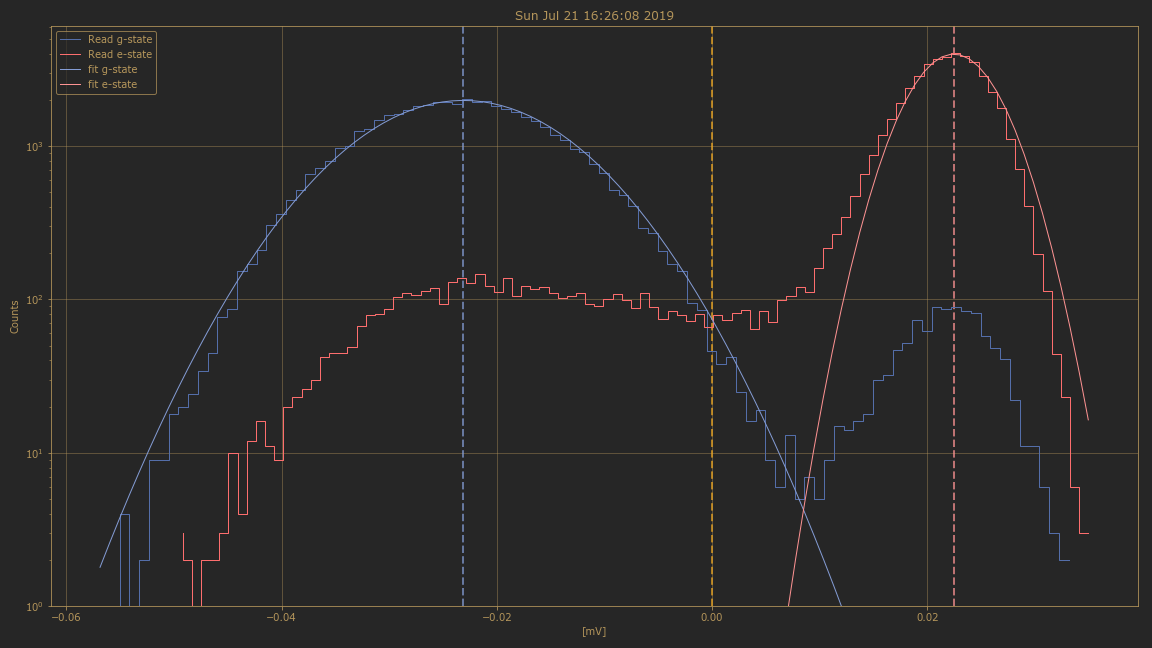 Sun Jul 21 16:26:08 2019
Read g-state
Read e-state
fit g-state
fit e-state
10³
10²
10¹
10⁰
Counts
−0.06 −0.04 −0.02 0.00 0.02
[mV]